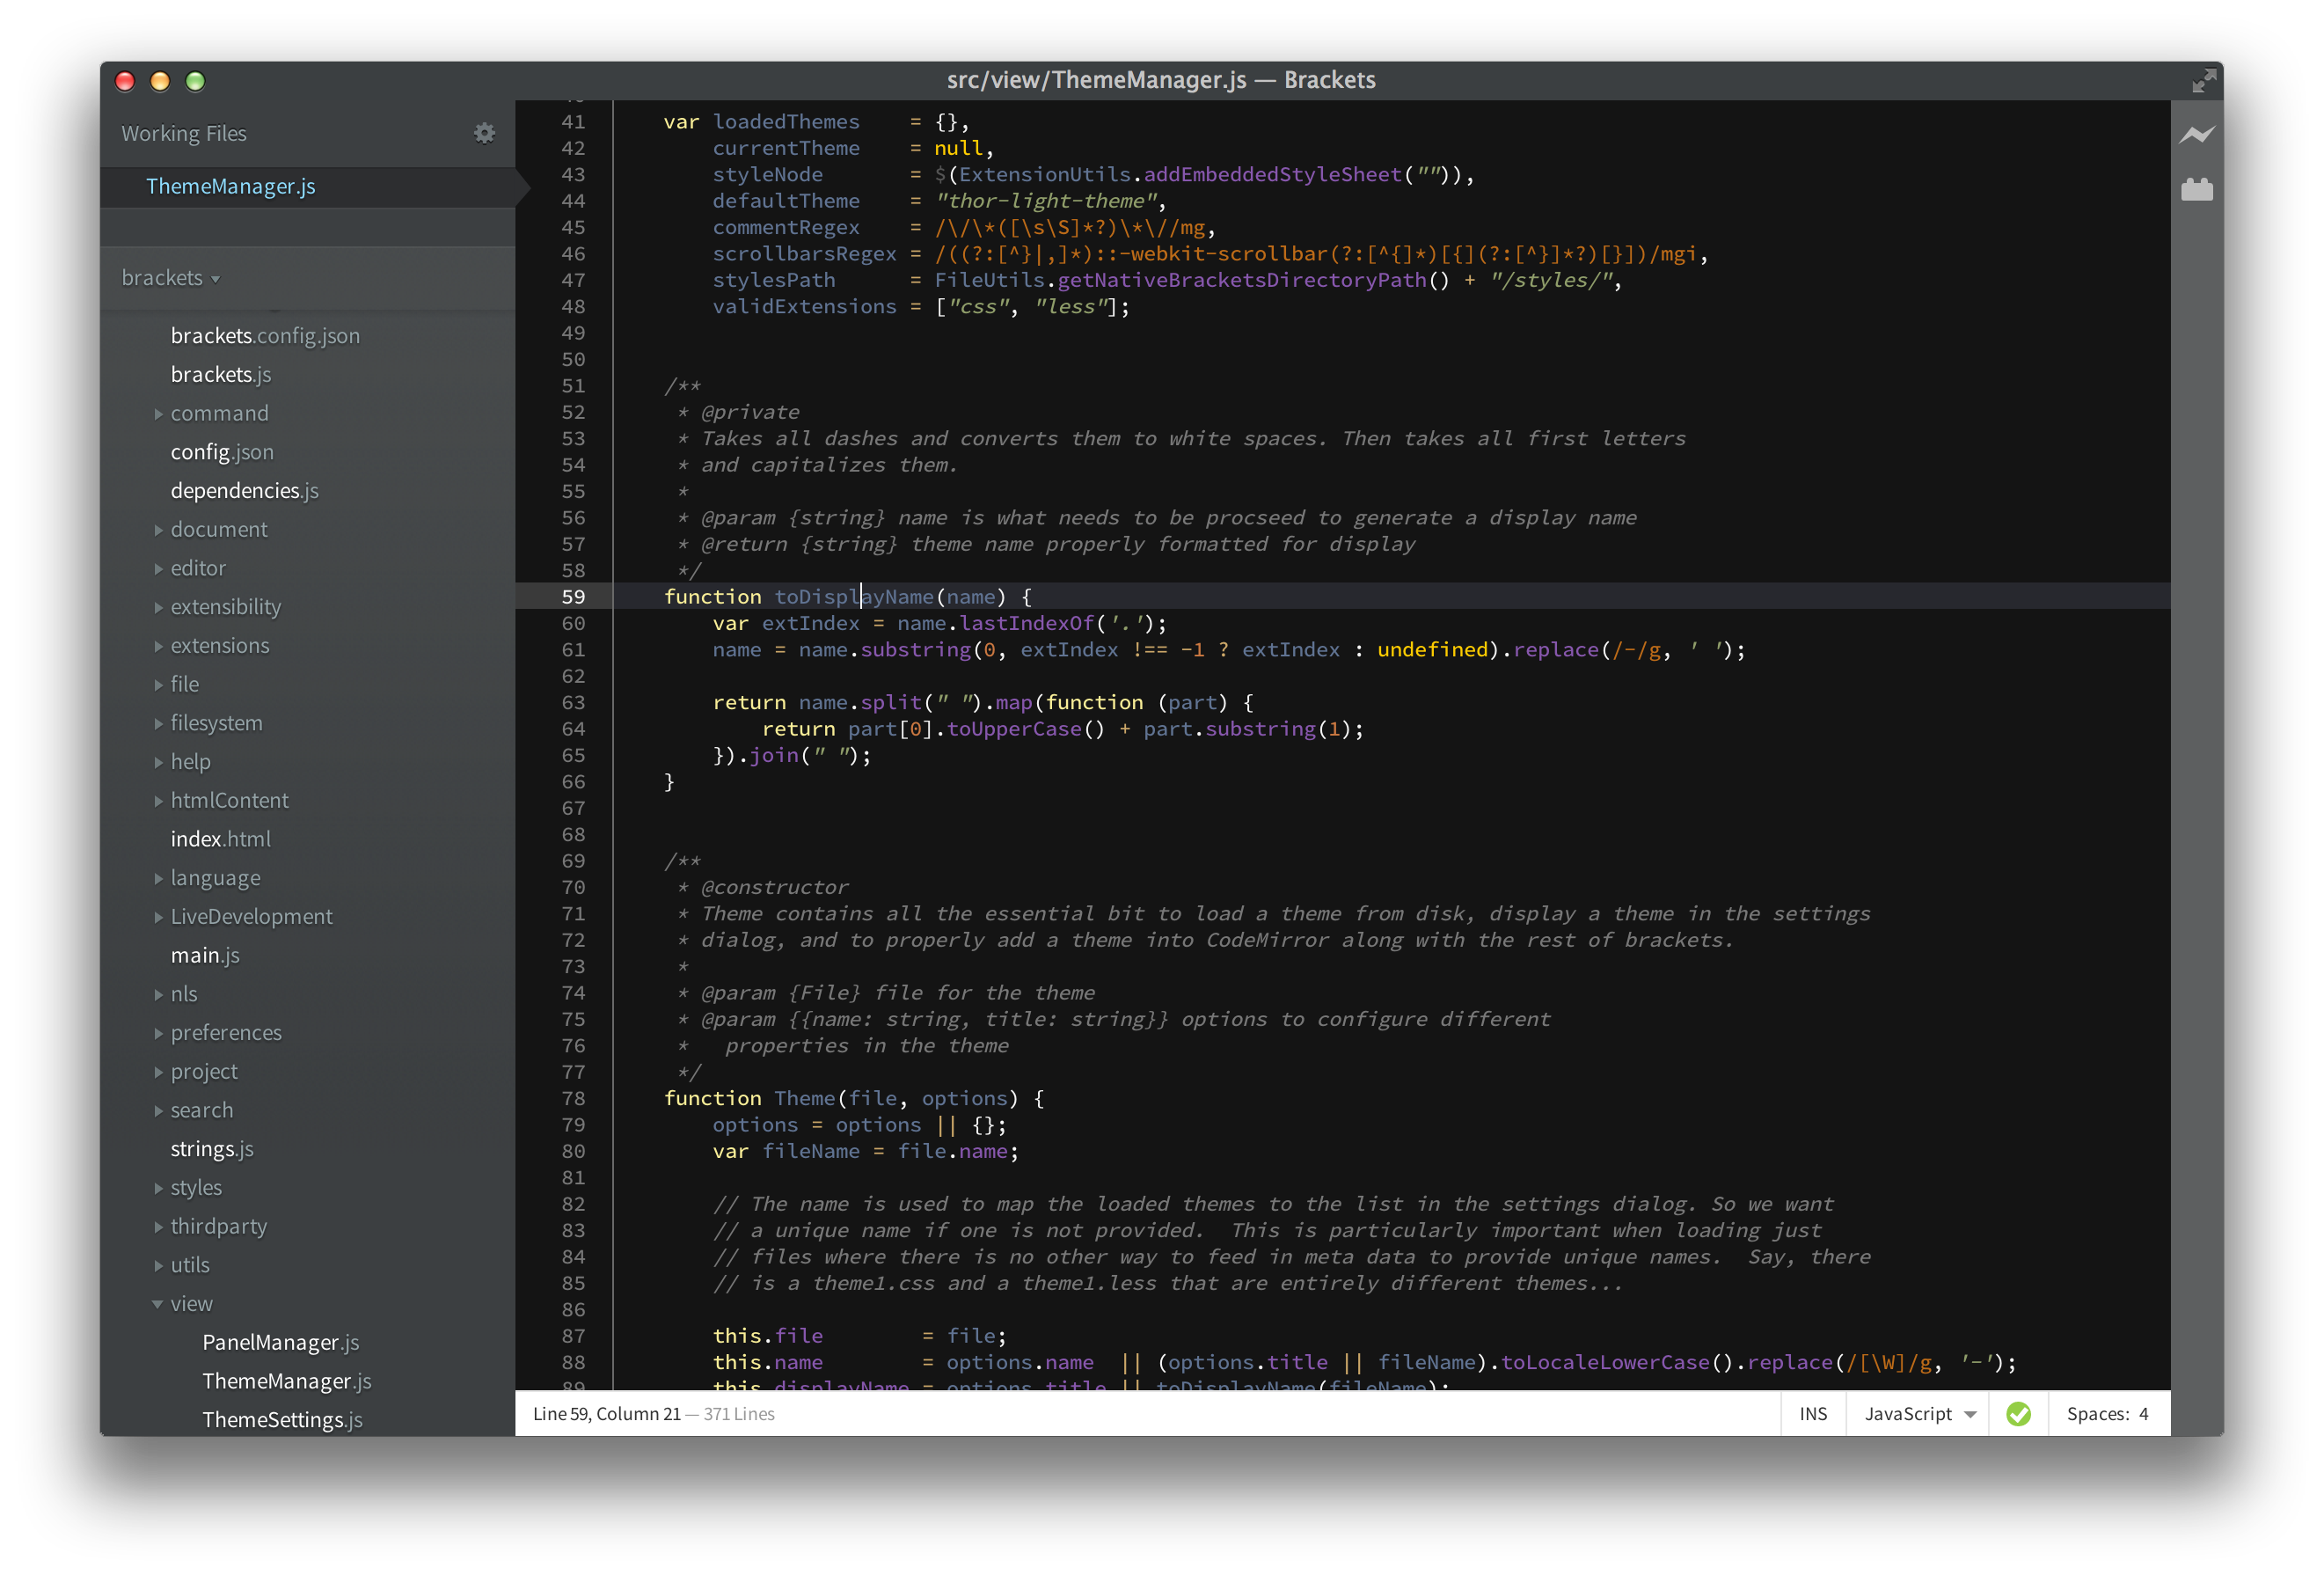 src/view/ThemeManager.js — Brackets
Working Files
ThemeManager.js
brackets
brackets.config.json
brackets.js
command
config.json
dependencies.js
document
editor
extensibility
extensions
file
filesystem
help
htmlContent
index.html
language
LiveDevelopment
main.js
nls
preferences
project
search
strings.js
styles
thirdparty
utils
view
PanelManager.js
ThemeManager.js
ThemeSettings.js
41 var loadedThemes    = {},
42     currentTheme    = null,
43     styleNode       = $(ExtensionUtils.addEmbeddedStyleSheet("")),
44     defaultTheme    = "thor-light-theme",
45     commentRegex    = /\/\*([\s\S]*?)\*\//mg,
46     scrollbarsRegex = /((?:[^}|,]*)::-webkit-scrollbar(?:[^{]*)[{](?:[^}]*?)[}])/mgi,
47     stylesPath      = FileUtils.getNativeBracketsDirectoryPath() + "/styles/",
48     validExtensions = ["css", "less"];
49
50
51 /**
52  * @private
53  * Takes all dashes and converts them to white spaces. Then takes all first letters
54  * and capitalizes them.
55  *
56  * @param {string} name is what needs to be procseed to generate a display name
57  * @return {string} theme name properly formatted for display
58  */
59 function toDisplayName(name) {
60     var extIndex = name.lastIndexOf('.');
61     name = name.substring(0, extIndex !== -1 ? extIndex : undefined).replace(/-/g, ' ');
62
63     return name.split(" ").map(function (part) {
64         return part[0].toUpperCase() + part.substring(1);
65     }).join(" ");
66 }
67
68
69 /**
70  * @constructor
71  * Theme contains all the essential bit to load a theme from disk, display a theme in the settings
72  * dialog, and to properly add a theme into CodeMirror along with the rest of brackets.
73  *
74  * @param {File} file for the theme
75  * @param {{name: string, title: string}} options to configure different
76  *   properties in the theme
77  */
78 function Theme(file, options) {
79     options = options || {};
80     var fileName = file.name;
81
82     // The name is used to map the loaded themes to the list in the settings dialog. So we want
83     // a unique name if one is not provided.  This is particularly important when loading just
84     // files where there is no other way to feed in meta data to provide unique names.  Say, there
85     // is a theme1.css and a theme1.less that are entirely different themes...
86
87     this.file        = file;
88     this.name        = options.name  || (options.title || fileName).toLocaleLowerCase().replace(/[\W]/g, '-');
89     this.displayName = options.title || toDisplayName(fileName);
Line 59, Column 21 — 371 Lines
INS
JavaScript
Spaces: 4